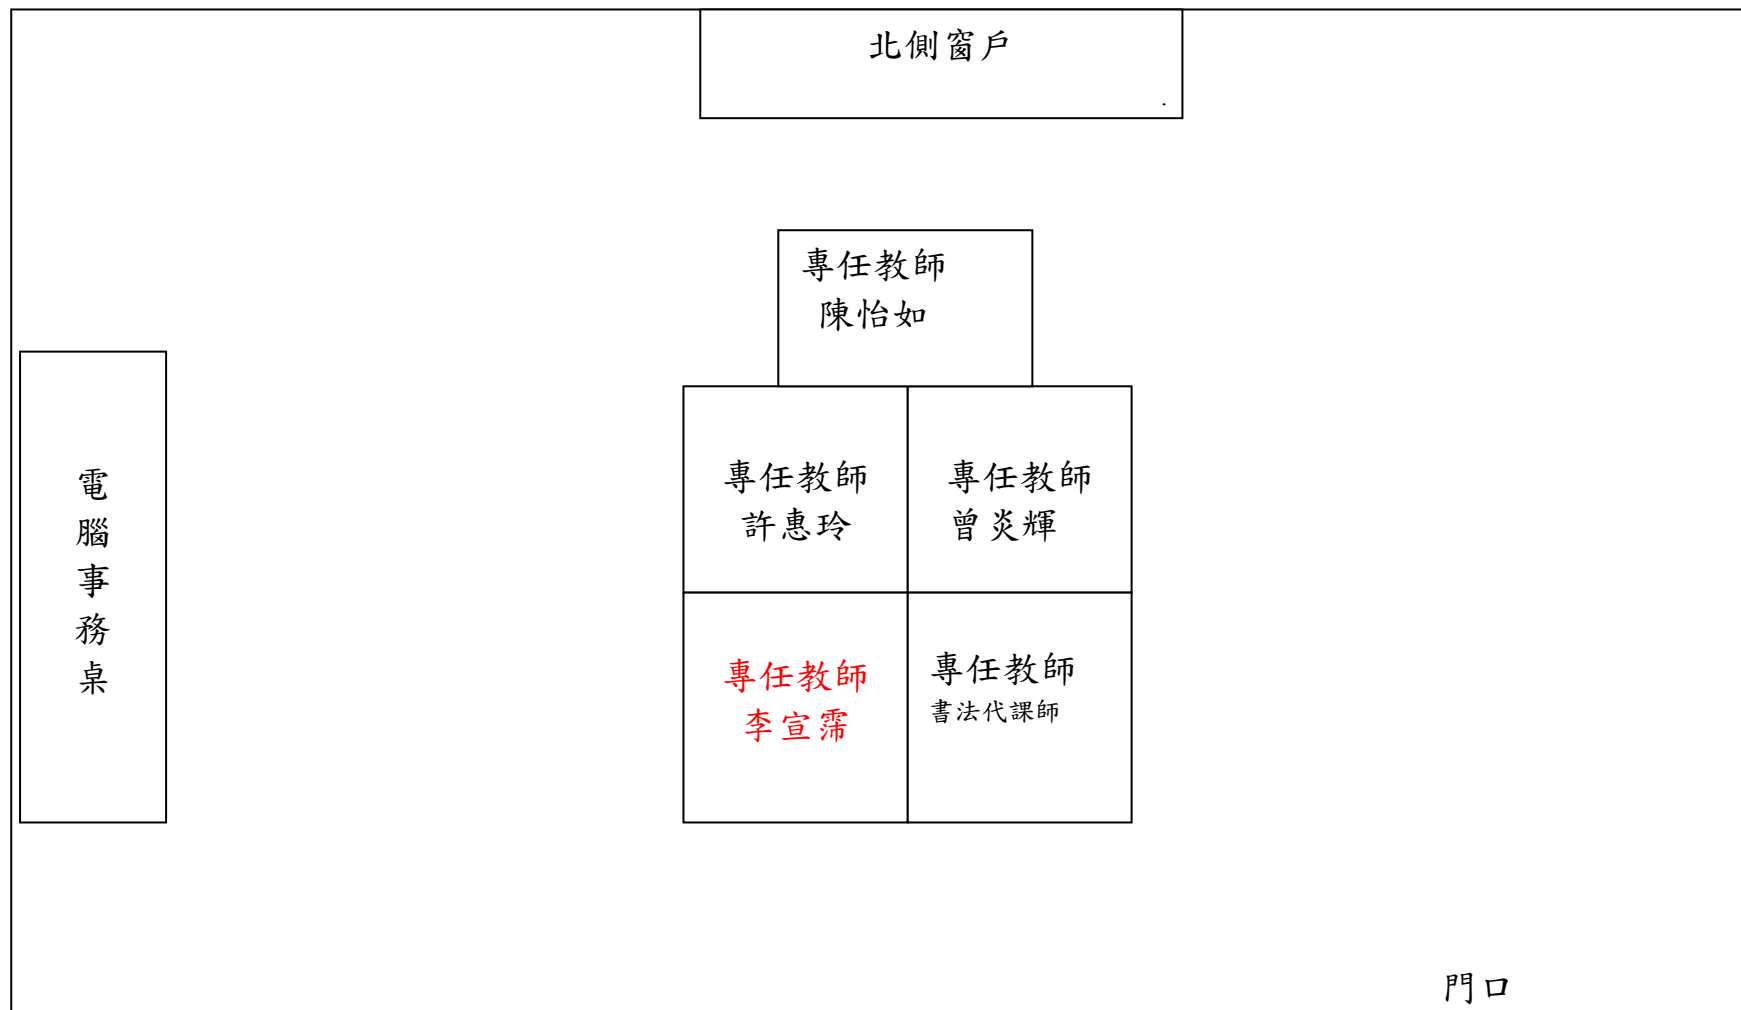 北側窗戶
.
專任教師
陳怡如
專任教師
許惠玲
專任教師
曾炎輝
電腦事務桌
專任教師
李宣霈
專任教師
書法代課師
門口